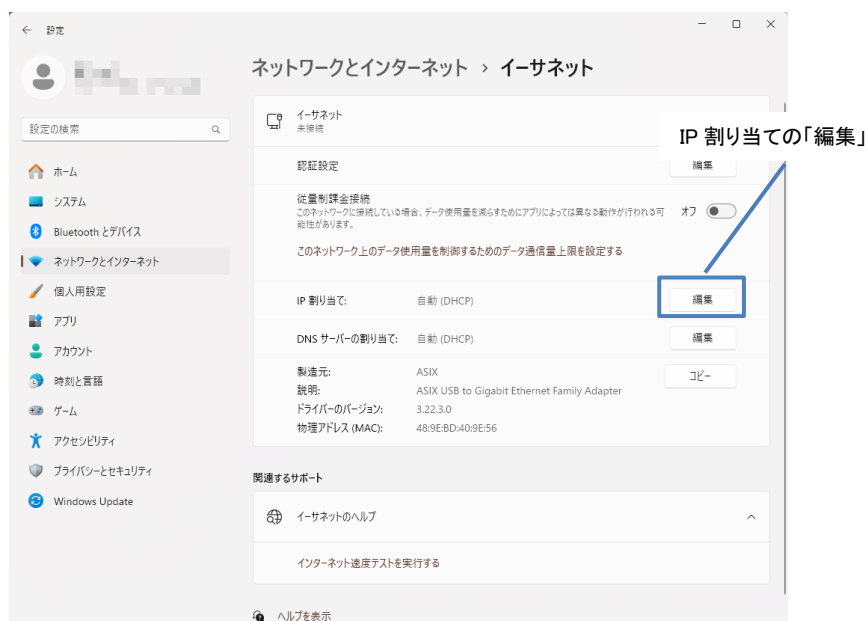 設定
ネットワークとインターネット › イーサネット
イーサネット
未接続
IP 割り当ての「編集」
設定の検索
認証設定
編集
ホーム
システム
Bluetooth とデバイス
ネットワークとインターネット
個人用設定
アプリ
アカウント
時刻と言語
ゲーム
アクセシビリティ
プライバシーとセキュリティ
Windows Update
従量制課金接続
このネットワークに接続している場合、データ使用量を減らすためにアプリによっては異なる動作が行われる可
能性があります。
オフ
このネットワーク上のデータ使用量を制御するためのデータ通信量上限を設定する
IP 割り当て: 自動 (DHCP) 編集
DNS サーバーの割り当て: 自動 (DHCP) 編集
製造元: ASIX コピー
説明: ASIX USB to Gigabit Ethernet Family Adapter
ドライバーのバージョン: 3.22.3.0
物理アドレス (MAC): 48:9E:BD:40:9E:56
関連するサポート
イーサネットのヘルプ
インターネット速度テストを実行する
ヘルプを表示